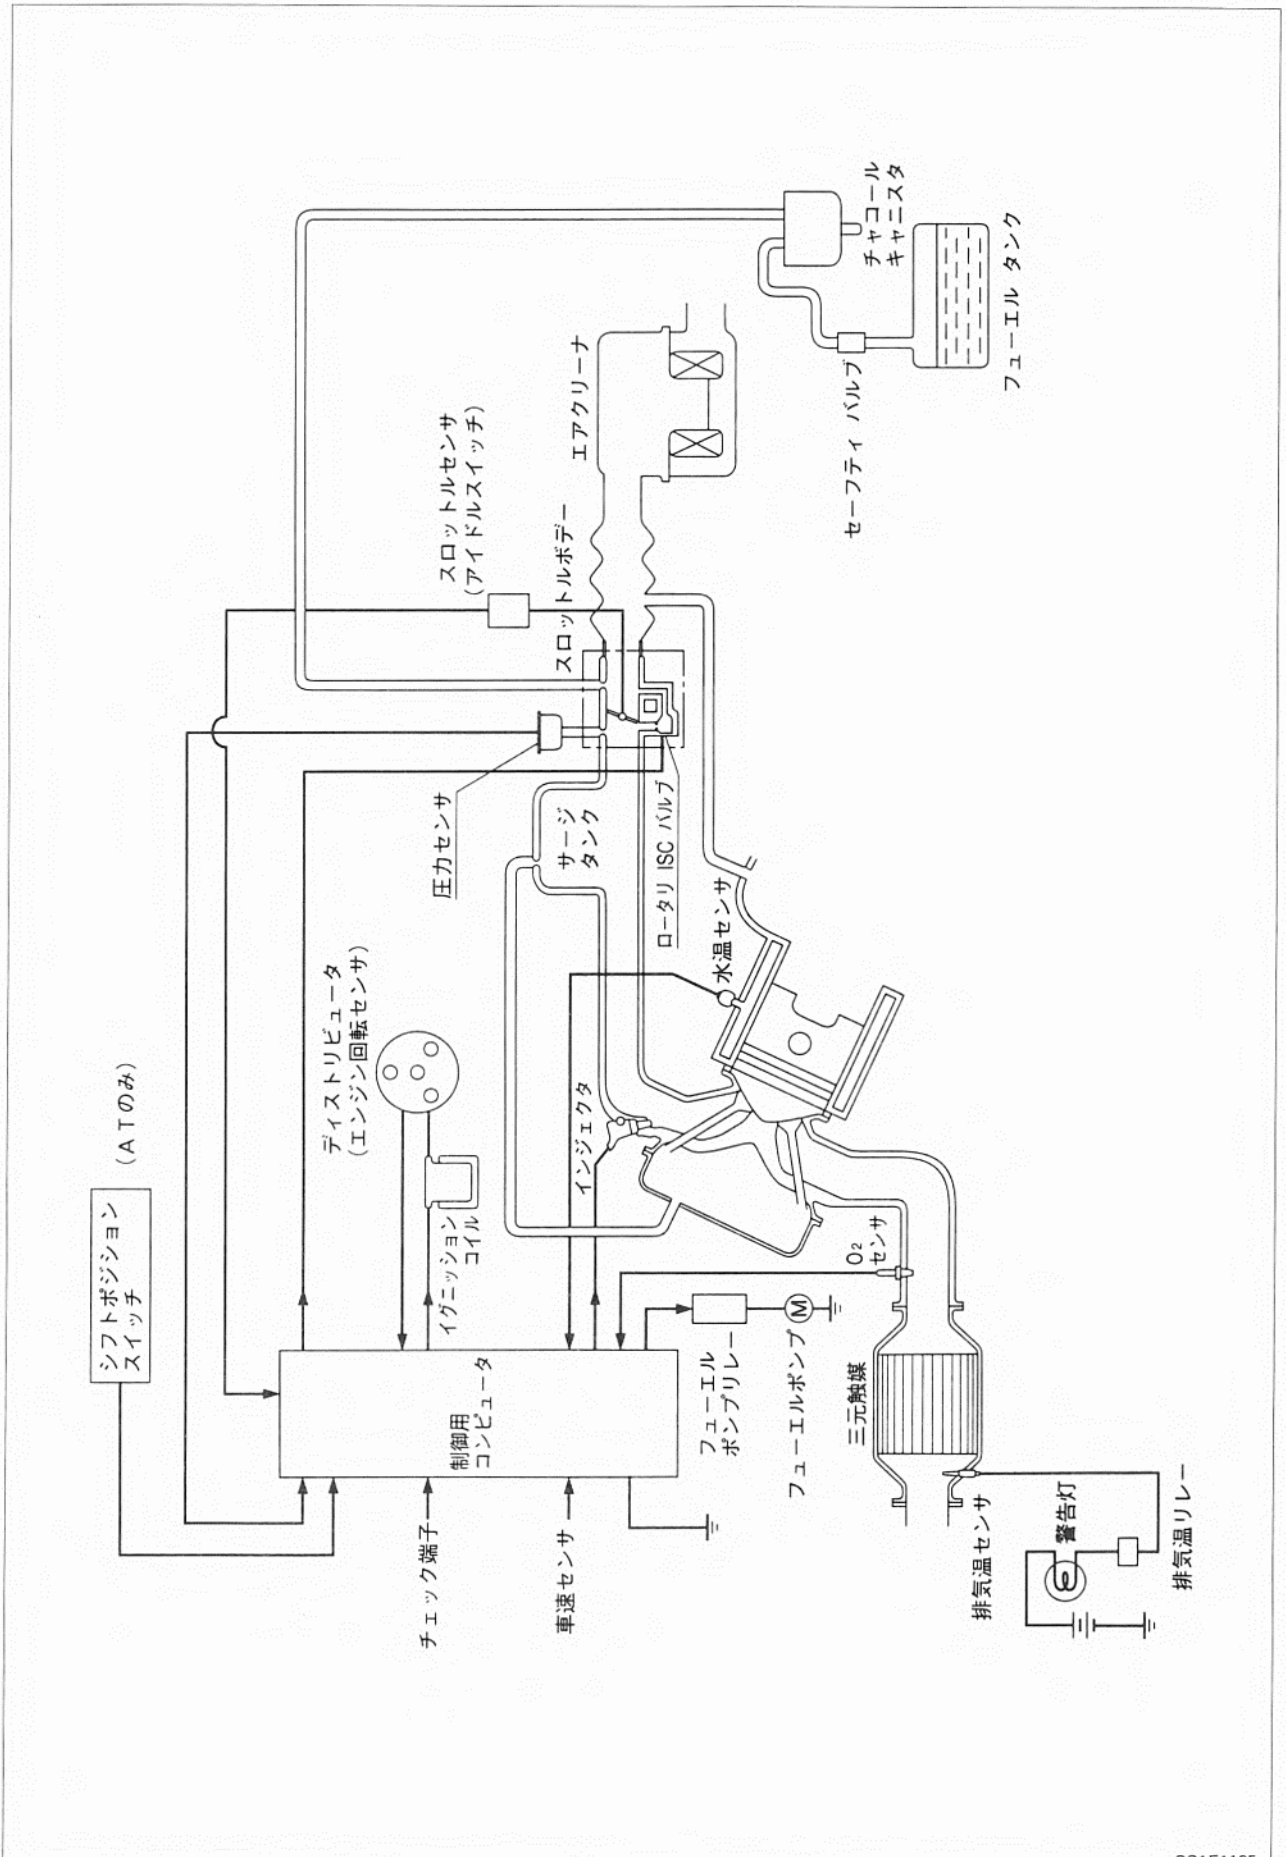 シフトポジション
スイッチ
(ATのみ)
ディストリビュータ
(エンジン回転センサ)
圧力センサ
スロットルセンサ
(アイドルスイッチ)
スロットルボデー
エアクリーナ
チャコール
キャニスタ
フューエル タンク
セーフティ バルブ
サージ
タンク
ロータリ ISC バルブ
水温センサ
インジェクタ
イグニッション
コイル
制御用
コンピュータ
チェック端子
車速センサ
フューエル
ポンプリレー
フューエルポンプ
M
O2
センサ
三元触媒
排気温センサ
警告灯
排気温リレー